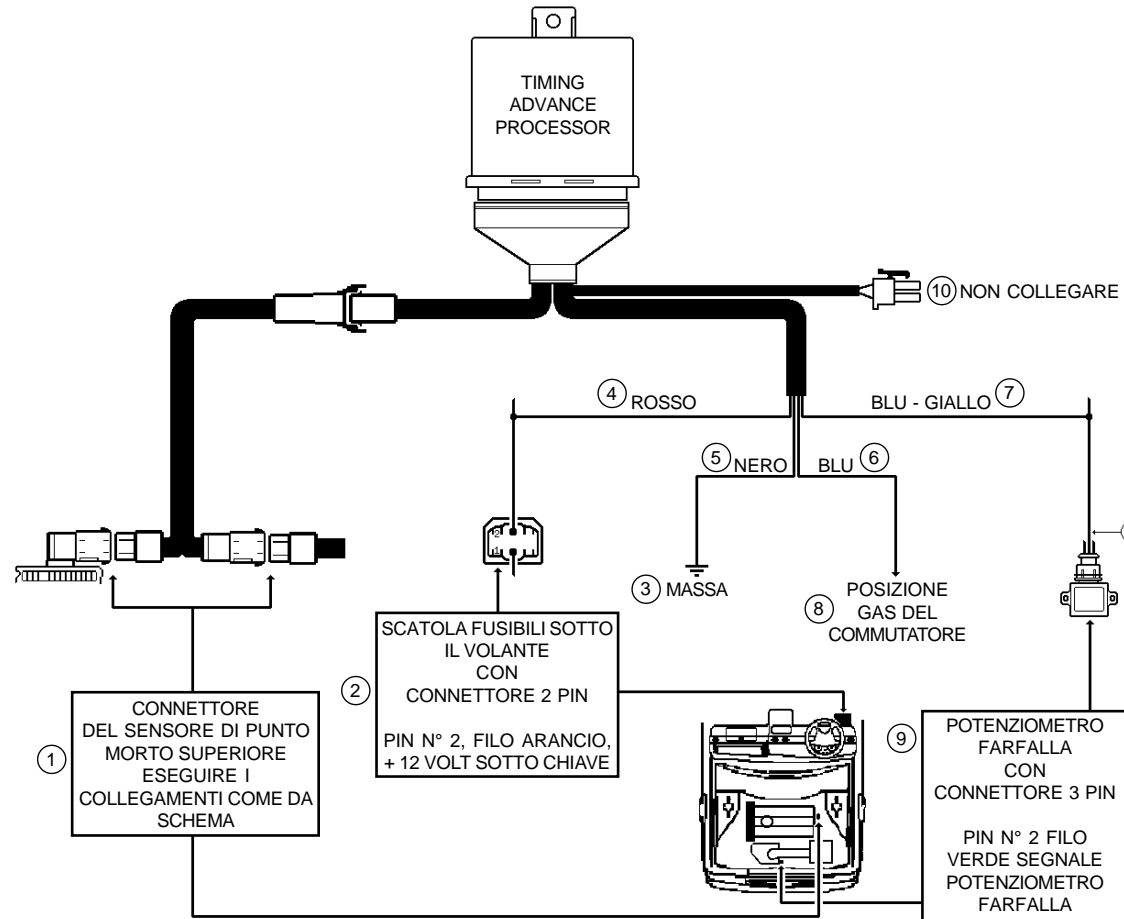 TIMING
ADVANCE
PROCESSOR
10 NON COLLEGARE
4 ROSSO
BLU - GIALLO 7
5 NERO
BLU 6
2
1
3 MASSA
8 POSIZIONE
GAS DEL
COMMUTATORE
2
SCATOLA FUSIBILI SOTTO
IL VOLANTE
CON
CONNETTORE 2 PIN
PIN N° 2, FILO ARANCIO,
+ 12 VOLT SOTTO CHIAVE
1
CONNETTORE
DEL SENSORE DI PUNTO
MORTO SUPERIORE
ESEGUIRE I
COLLEGAMENTI COME DA
SCHEMA
9
POTENZIOMETRO
FARFALLA
CON
CONNETTORE 3 PIN
PIN N° 2 FILO
VERDE SEGNALE
POTENZIOMETRO
FARFALLA